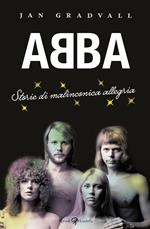 JAN GRADVALL
ABBA
Storie di malinconica allegria